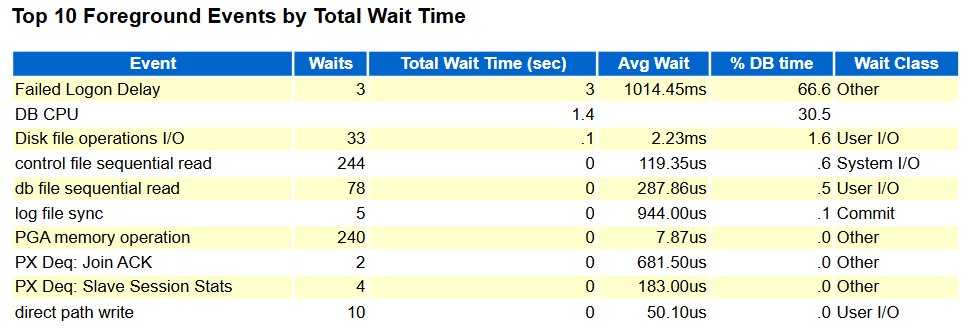 Top 10 Foreground Events by Total Wait Time
Event Waits Total Wait Time (sec) Avg Wait % DB time Wait Class
Failed Logon Delay 3 3 1014.45ms 66.6 Other
DB CPU 1.4 30.5
Disk file operations I/O 33 .1 2.23ms 1.6 User I/O
control file sequential read 244 0 119.35us .6 System I/O
db file sequential read 78 0 287.86us .5 User I/O
log file sync 5 0 944.00us .1 Commit
PGA memory operation 240 0 7.87us .0 Other
PX Deq: Join ACK 2 0 681.50us .0 Other
PX Deq: Slave Session Stats 4 0 183.00us .0 Other
direct path write 10 0 50.10us .0 User I/O